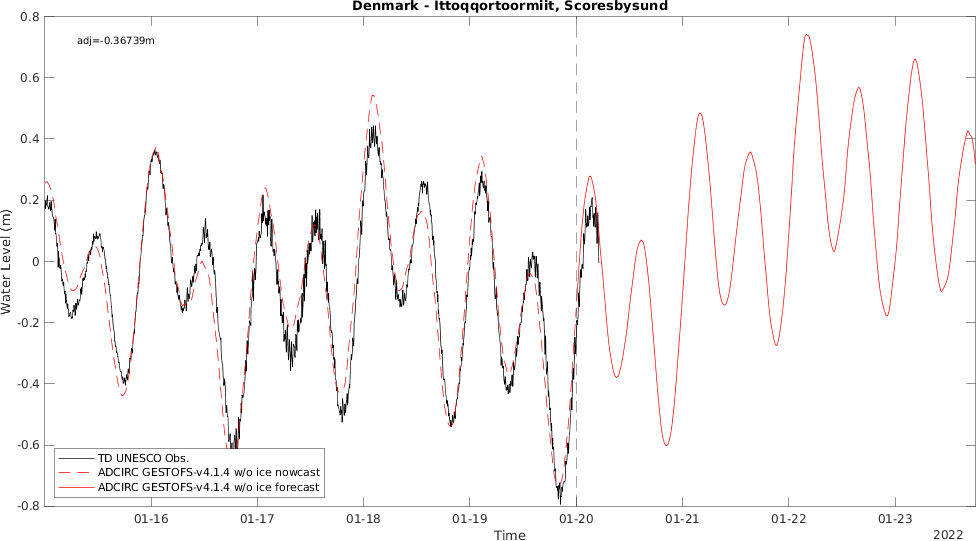 Denmark - Ittoqqortoormiit, Scoresbysund
adj=-0.36739m
0.8
0.6
0.4
0.2
0
-0.2
-0.4
-0.6
-0.8
Water Level (m)
TD UNESCO Obs.
ADCIRC GESTOFS-v4.1.4 w/o ice nowcast
ADCIRC GESTOFS-v4.1.4 w/o ice forecast
01-16 01-17 01-18 01-19 01-20 01-21 01-22 01-23
Time
2022